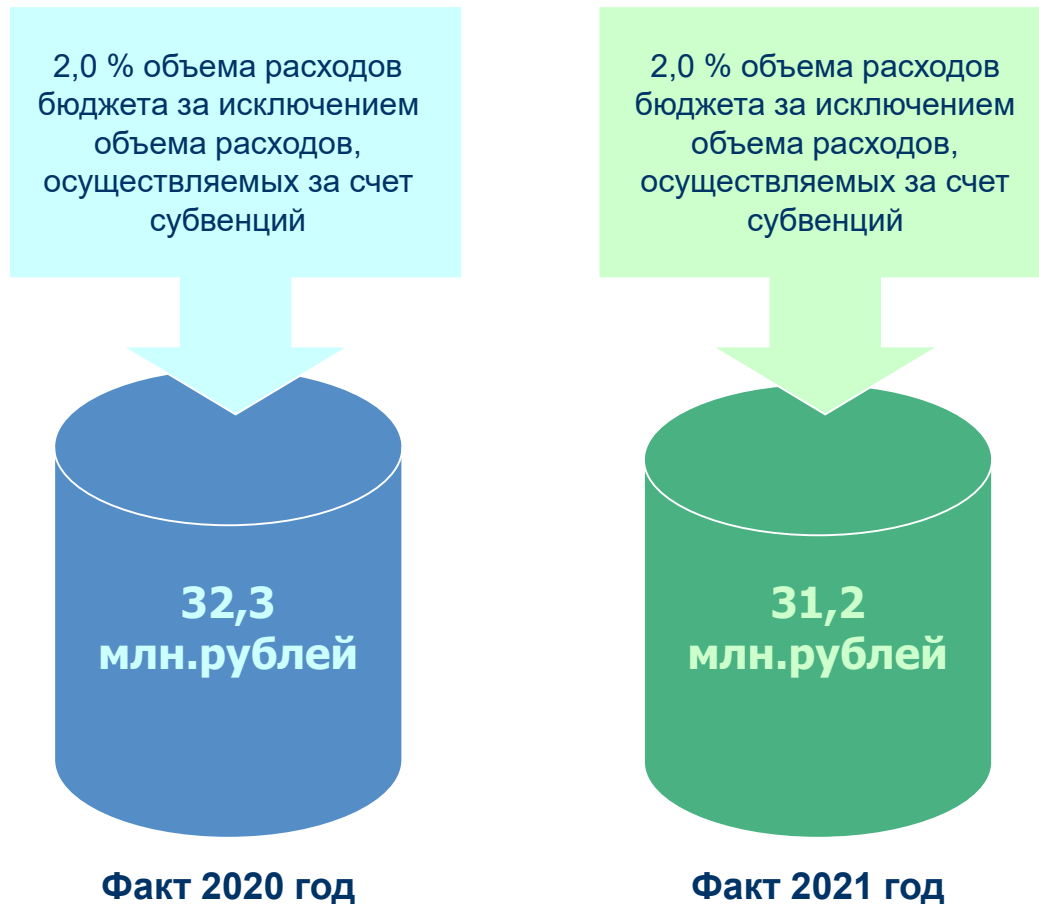 2,0 % объема расходов
бюджета за исключением
объема расходов,
осуществляемых за счет
субвенций
2,0 % объема расходов
бюджета за исключением
объема расходов,
осуществляемых за счет
субвенций
32,3
млн.рублей
31,2
млн.рублей
Факт 2020 год
Факт 2021 год